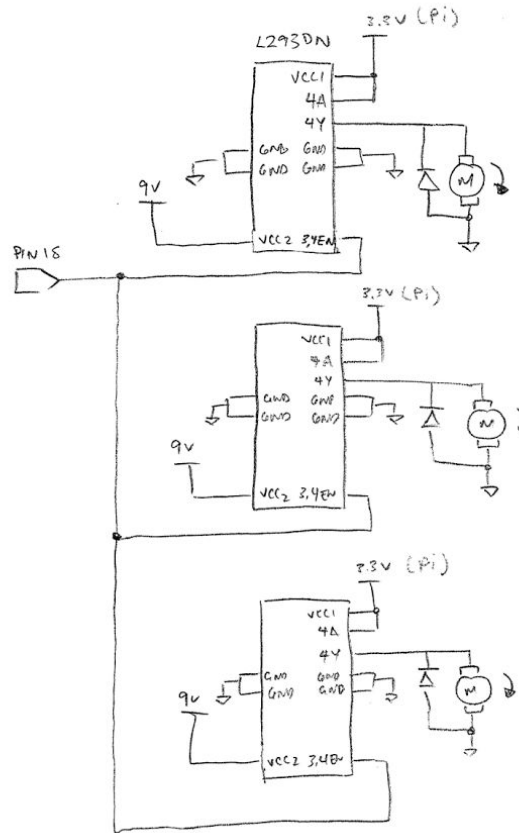 3.3V (Pi)
L293DN
VCC1
4A
4Y
GND GND
GND GND
9V
VCC2 3,4EN
PIN 18
3.3V (Pi)
VCC1
4A
4Y
GND GND
GND GND
9V
VCC2 3,4EN
3.3V (Pi)
VCC1
4A
4Y
GND GND
GND GND
9V
VCC2 3,4EN
M
M
M